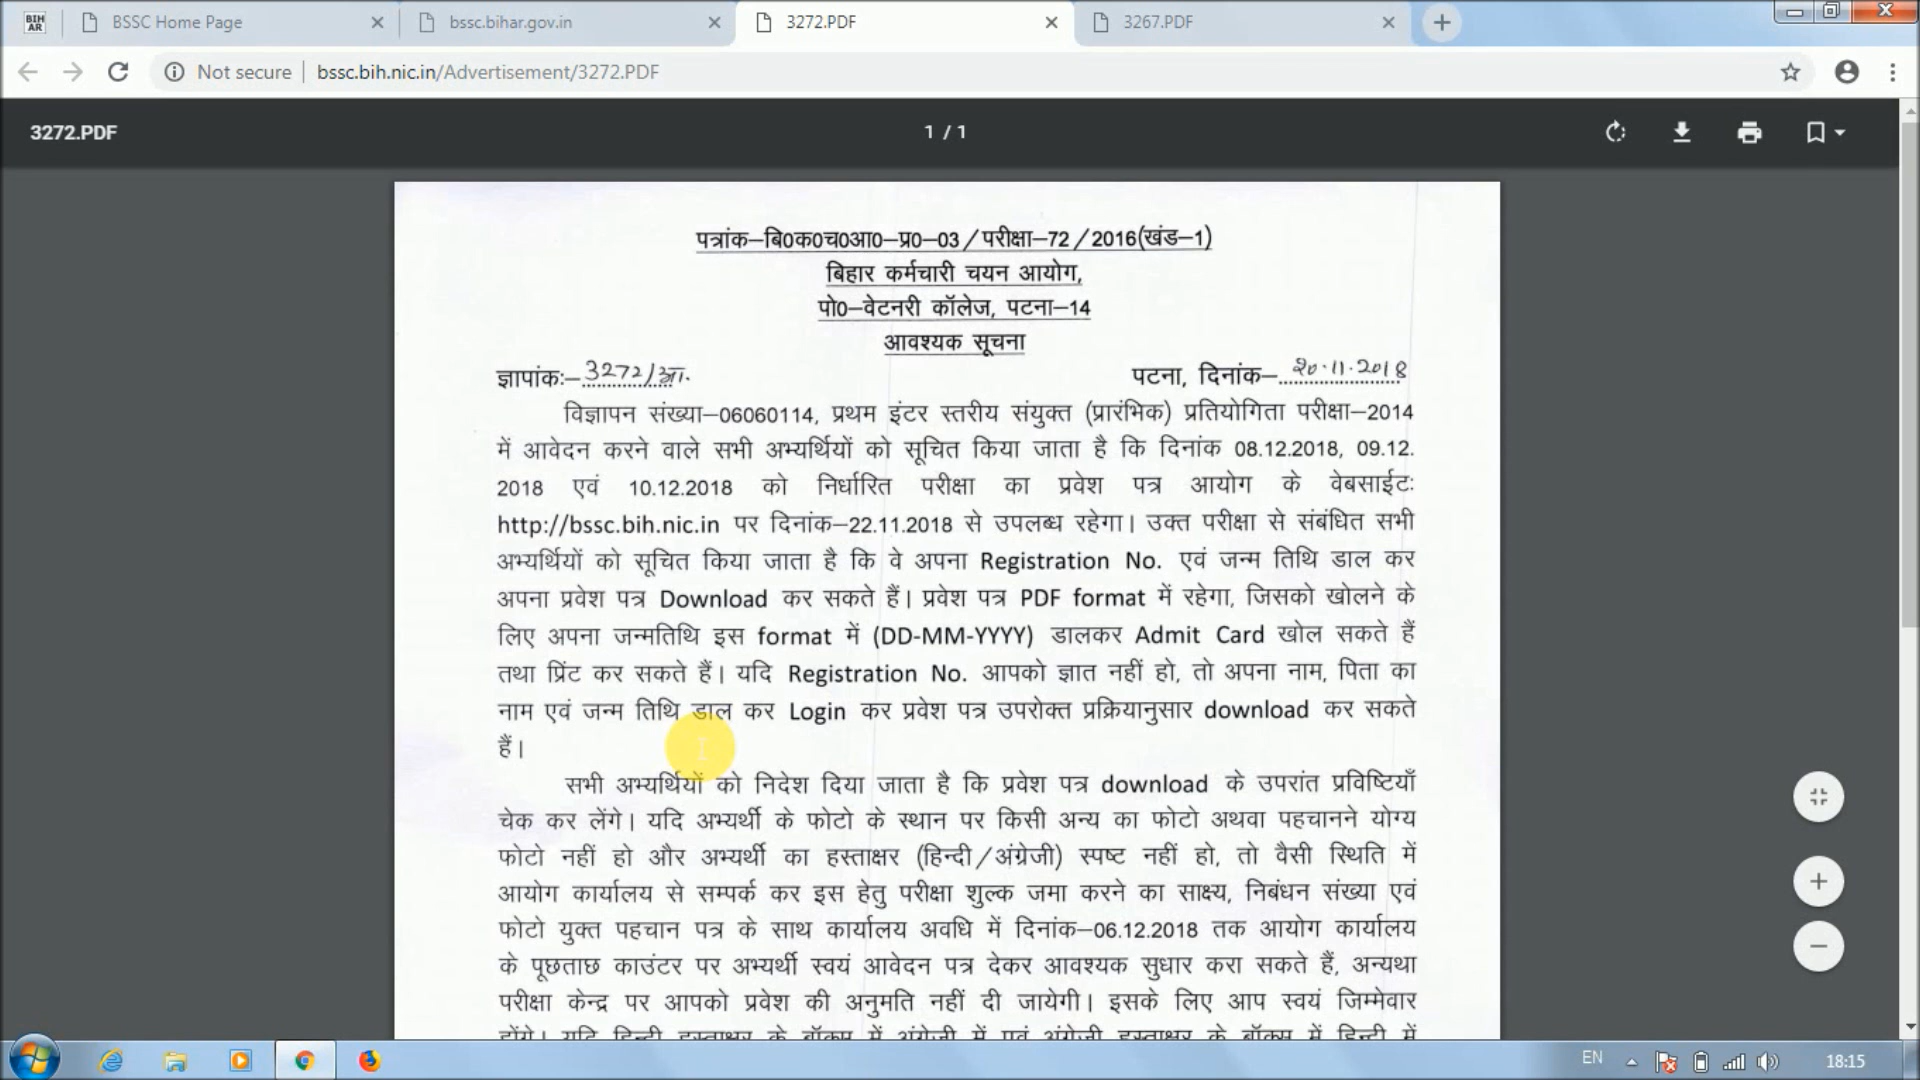 BIH
AR
BSSC Home Page
bssc.bihar.gov.in
3272.PDF
3267.PDF
Not secure
bssc.bih.nic.in/Advertisement/3272.PDF
3272.PDF
1 / 1
पत्रांक–बि0क0च0आ0–प्र0–03/परीक्षा–72/2016(खंड–1)
बिहार कर्मचारी चयन आयोग,
पो0–वेटनरी कॉलेज, पटना–14
आवश्यक सूचना
ज्ञापांकः– 3272/आ. पटना, दिनांक– 20.11.2018
विज्ञापन संख्या–06060114, प्रथम इंटर स्तरीय संयुक्त (प्रारंभिक) प्रतियोगिता परीक्षा–2014
में आवेदन करने वाले सभी अभ्यर्थियों को सूचित किया जाता है कि दिनांक 08.12.2018, 09.12.
2018 एवं 10.12.2018 को निर्धारित परीक्षा का प्रवेश पत्र आयोग के वेबसाईटः
http://bssc.bih.nic.in पर दिनांक–22.11.2018 से उपलब्ध रहेगा। उक्त परीक्षा से संबंधित सभी
अभ्यर्थियों को सूचित किया जाता है कि वे अपना Registration No. एवं जन्म तिथि डाल कर
अपना प्रवेश पत्र Download कर सकते हैं। प्रवेश पत्र PDF format में रहेगा, जिसको खोलने के
लिए अपना जन्मतिथि इस format में (DD-MM-YYYY) डालकर Admit Card खोल सकते हैं
तथा प्रिंट कर सकते हैं। यदि Registration No. आपको ज्ञात नहीं हो, तो अपना नाम, पिता का
नाम एवं जन्म तिथि डाल कर Login कर प्रवेश पत्र उपरोक्त प्रक्रियानुसार download कर सकते
हैं।
सभी अभ्यर्थियों को निदेश दिया जाता है कि प्रवेश पत्र download के उपरांत प्रविष्टियाँ
चेक कर लेंगे। यदि अभ्यर्थी के फोटो के स्थान पर किसी अन्य का फोटो अथवा पहचानने योग्य
फोटो नहीं हो और अभ्यर्थी का हस्ताक्षर (हिन्दी/अंग्रेजी) स्पष्ट नहीं हो, तो वैसी स्थिति में
आयोग कार्यालय से सम्पर्क कर इस हेतु परीक्षा शुल्क जमा करने का साक्ष्य, निबंधन संख्या एवं
फोटो युक्त पहचान पत्र के साथ कार्यालय अवधि में दिनांक–06.12.2018 तक आयोग कार्यालय
के पूछताछ काउंटर पर अभ्यर्थी स्वयं आवेदन पत्र देकर आवश्यक सुधार करा सकते हैं, अन्यथा
परीक्षा केन्द्र पर आपको प्रवेश की अनुमति नहीं दी जायेगी। इसके लिए आप स्वयं जिम्मेवार
होंगे। यदि हिन्दी हस्ताक्षर के बॉक्स में अंग्रेजी में एवं अंग्रेजी हस्ताक्षर के बॉक्स में हिन्दी में
EN
18:15